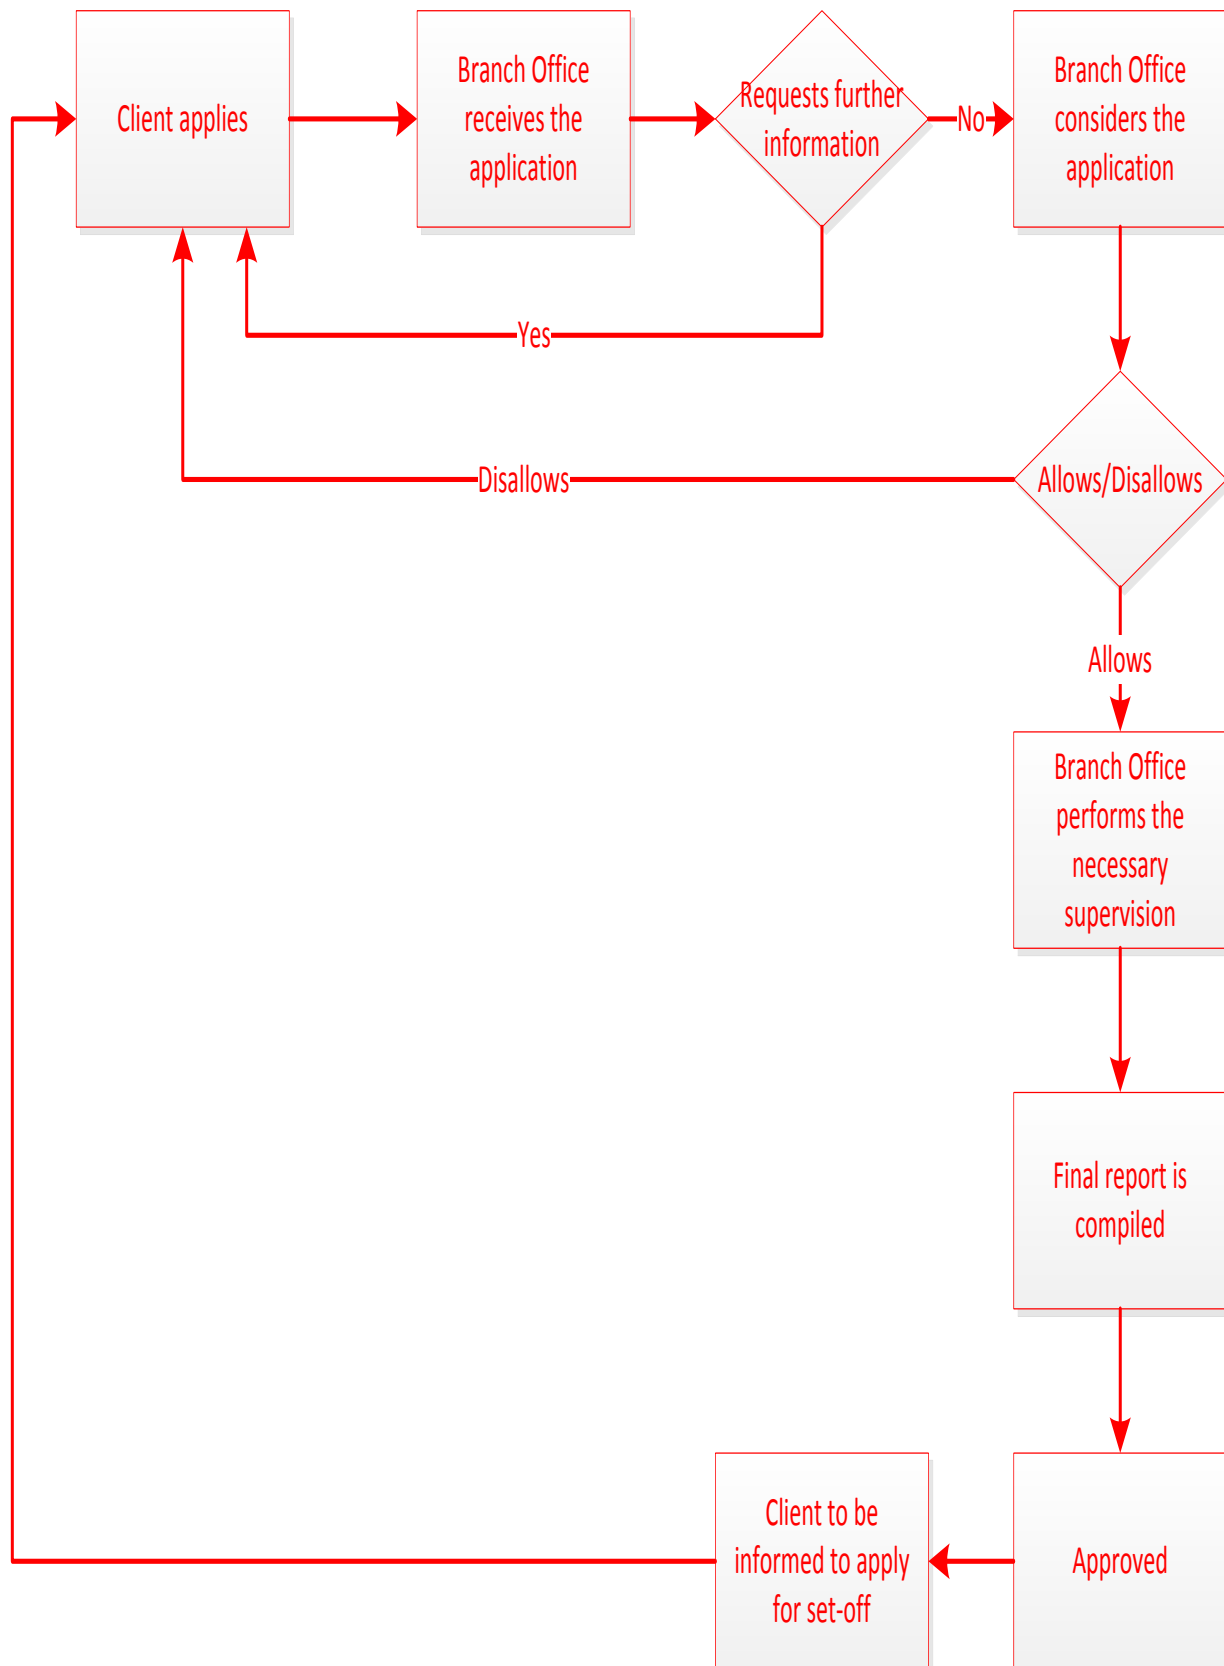 Client applies
Branch Office
receives the
application
Requests further
information
No
Branch Office
considers the
application
Yes
Disallows
Allows/Disallows
Allows
Branch Office
performs the
necessary
supervision
Final report is
compiled
Client to be
informed to apply
for set-off
Approved